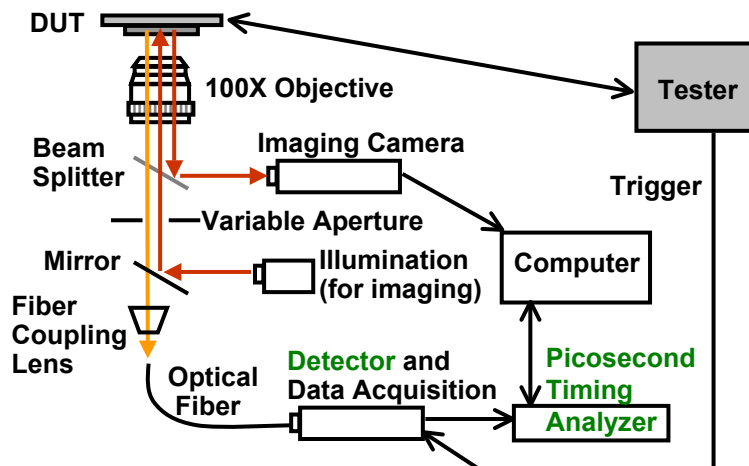 DUT
100X Objective
Tester
Beam
Splitter
Imaging Camera
Trigger
Variable Aperture
Mirror
Illumination
(for imaging)
Computer
Fiber
Coupling
Lens
Optical
Fiber
Detector and
Data Acquisition
Picosecond
Timing
Analyzer